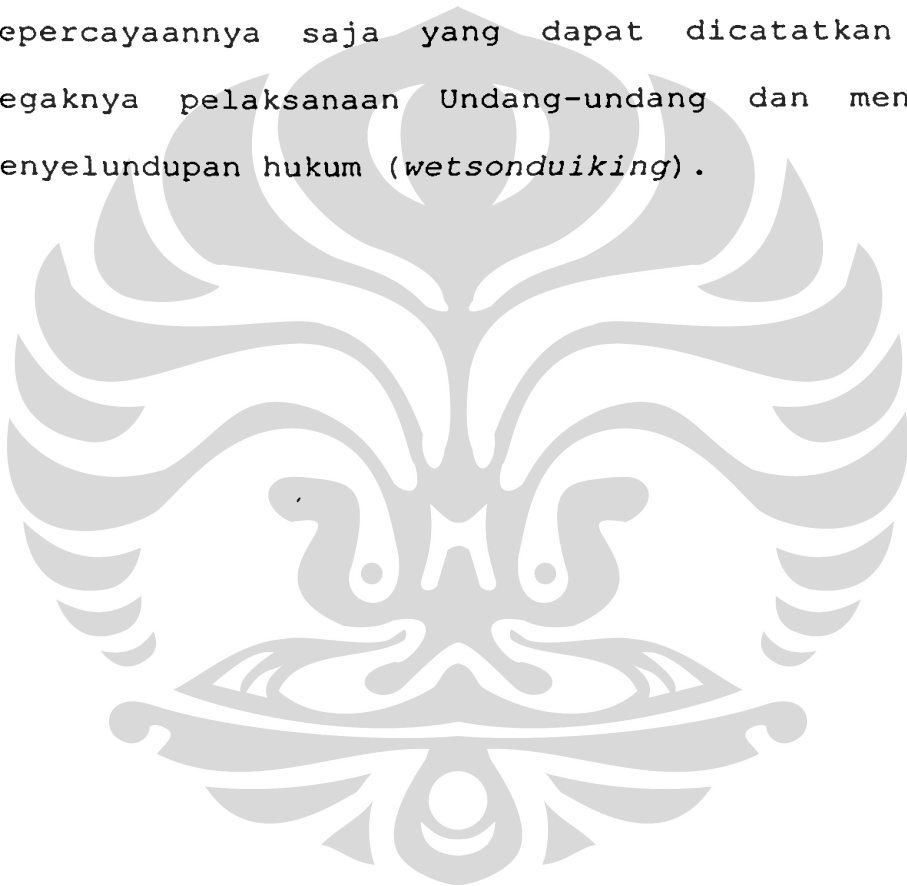 epercayaannya saja yang dapat dicatatkan
egaknya pelaksanaan Undang-undang dan men
enyelundupan hukum (wetsonduiking).